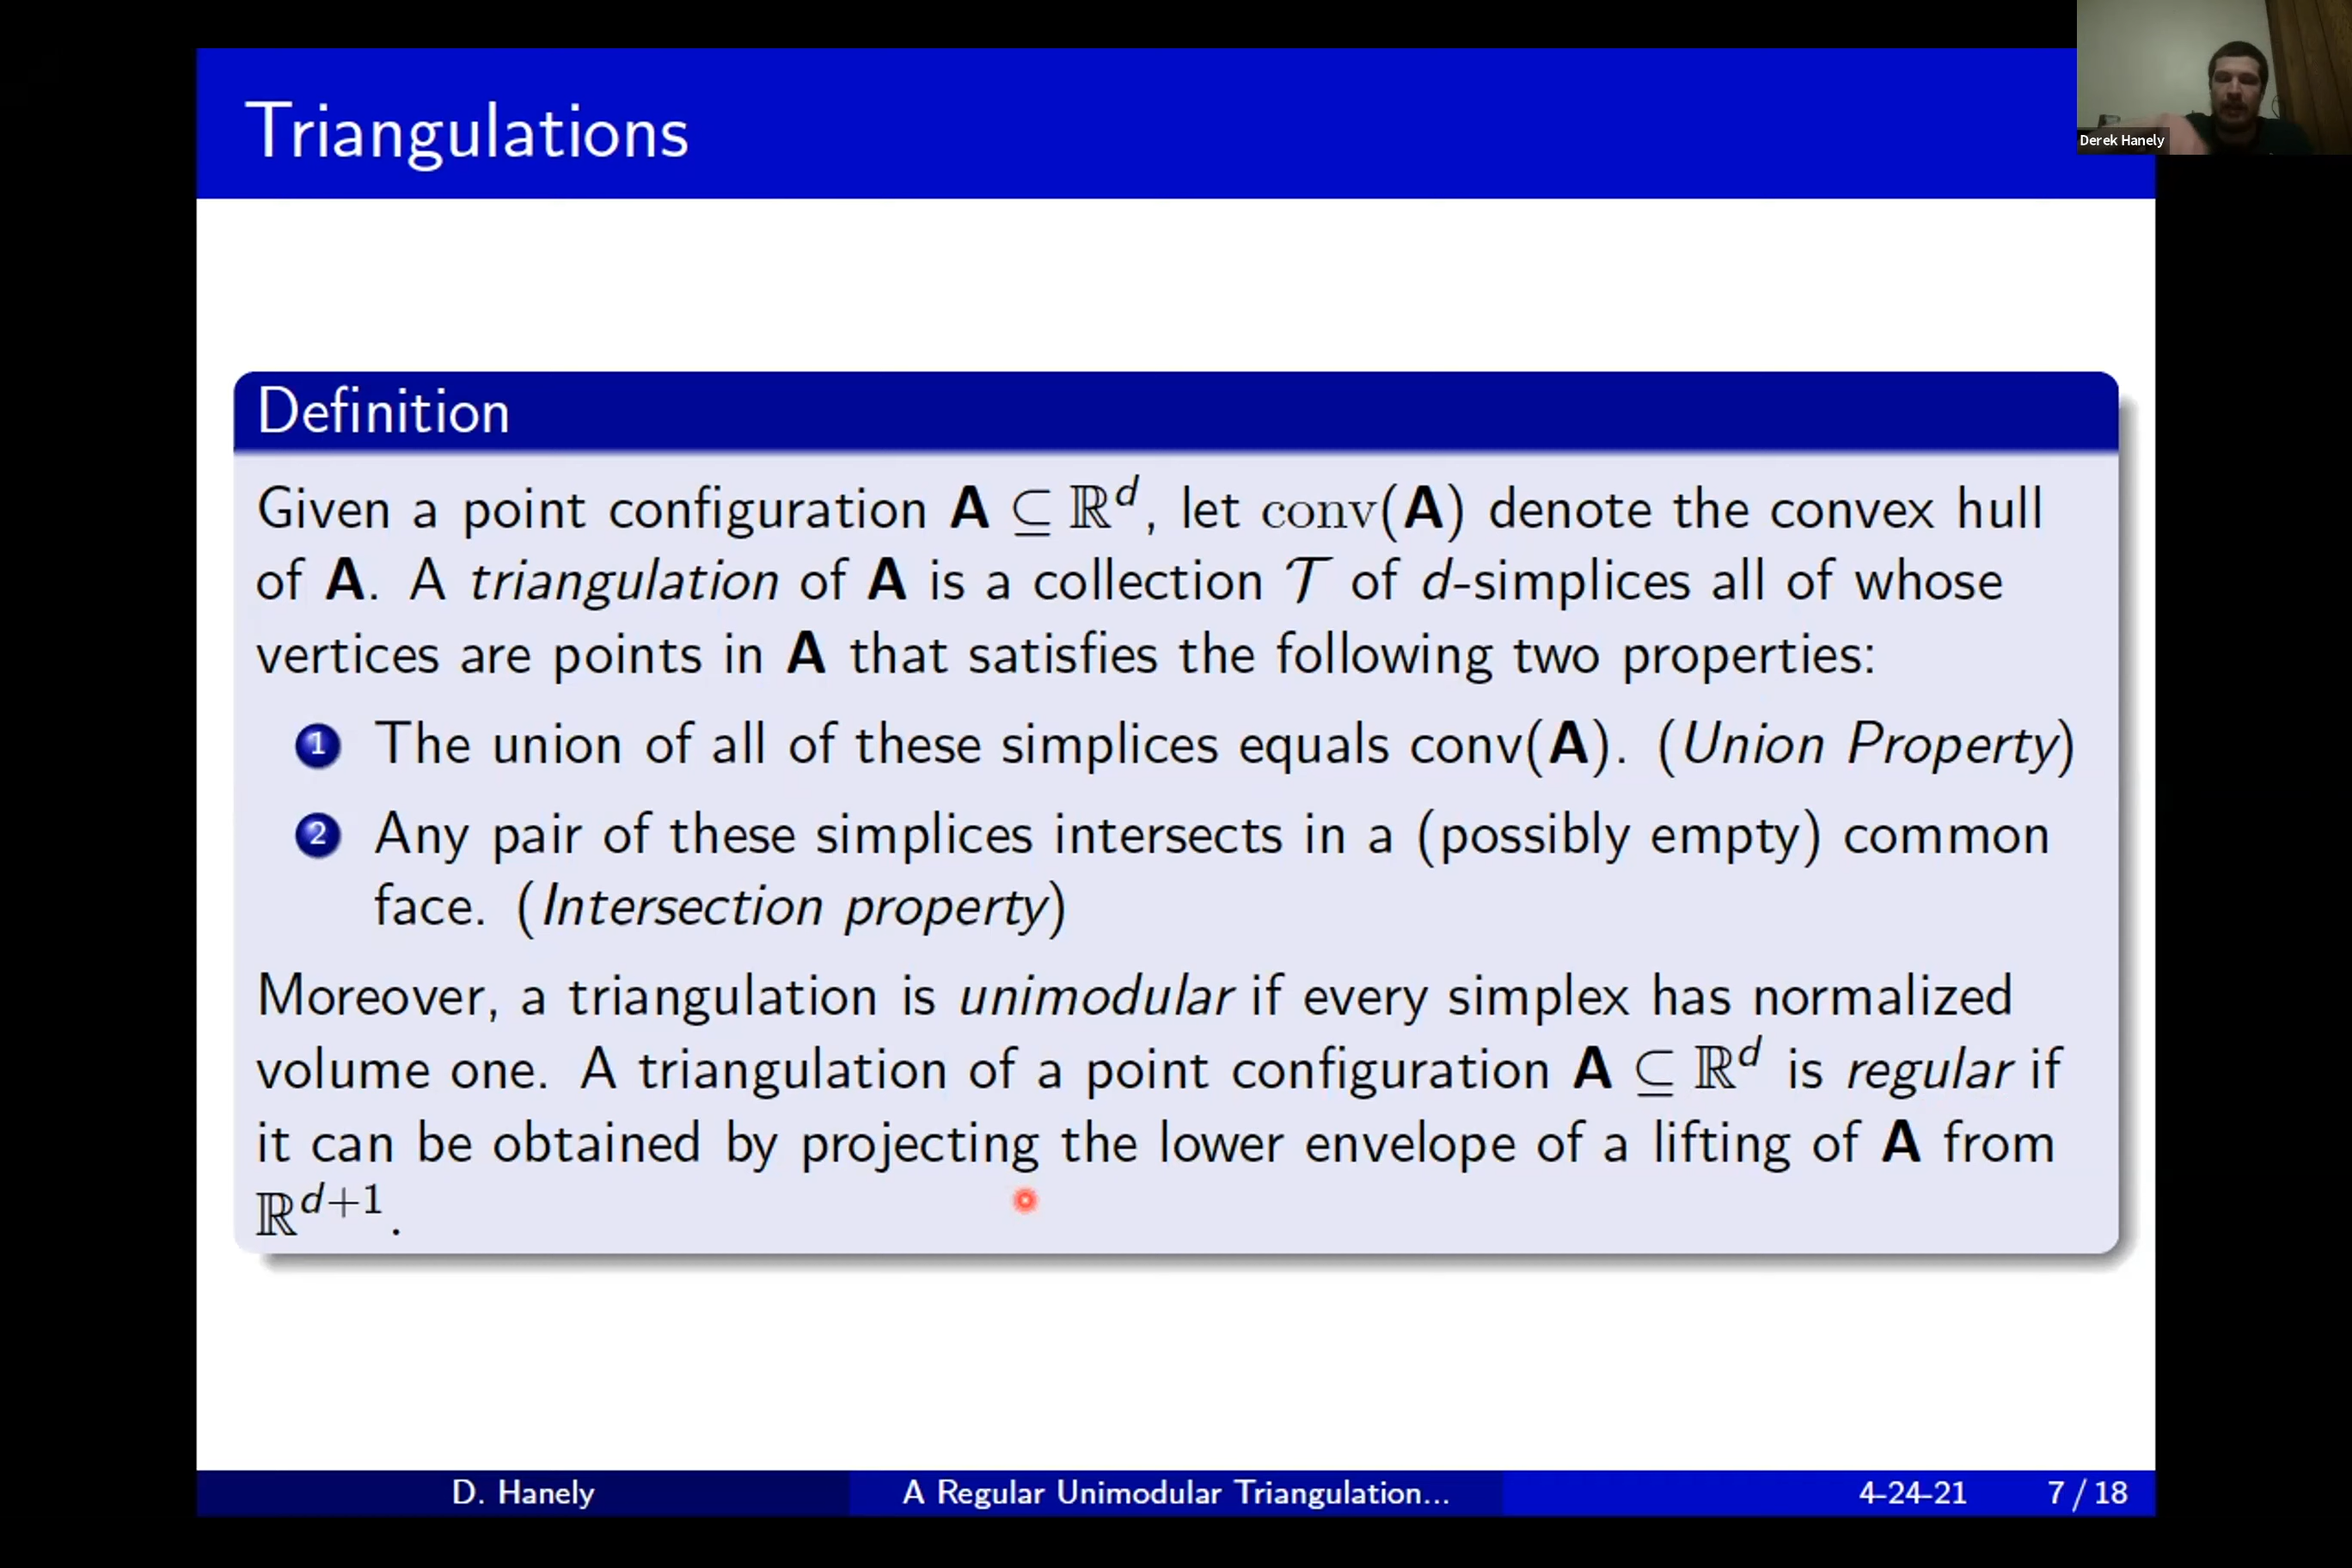 Triangulations
Derek Hanely
Definition
Given a point configuration A ⊆ ℝ^d, let conv(A) denote the convex hull
of A. A triangulation of A is a collection 𝒯 of d-simplices all of whose
vertices are points in A that satisfies the following two properties:
1 The union of all of these simplices equals conv(A). (Union Property)
2 Any pair of these simplices intersects in a (possibly empty) common
face. (Intersection property)
Moreover, a triangulation is unimodular if every simplex has normalized
volume one. A triangulation of a point configuration A ⊆ ℝ^d is regular if
it can be obtained by projecting the lower envelope of a lifting of A from
ℝ^{d+1}.
D. Hanely A Regular Unimodular Triangulation... 4-24-21 7 / 18